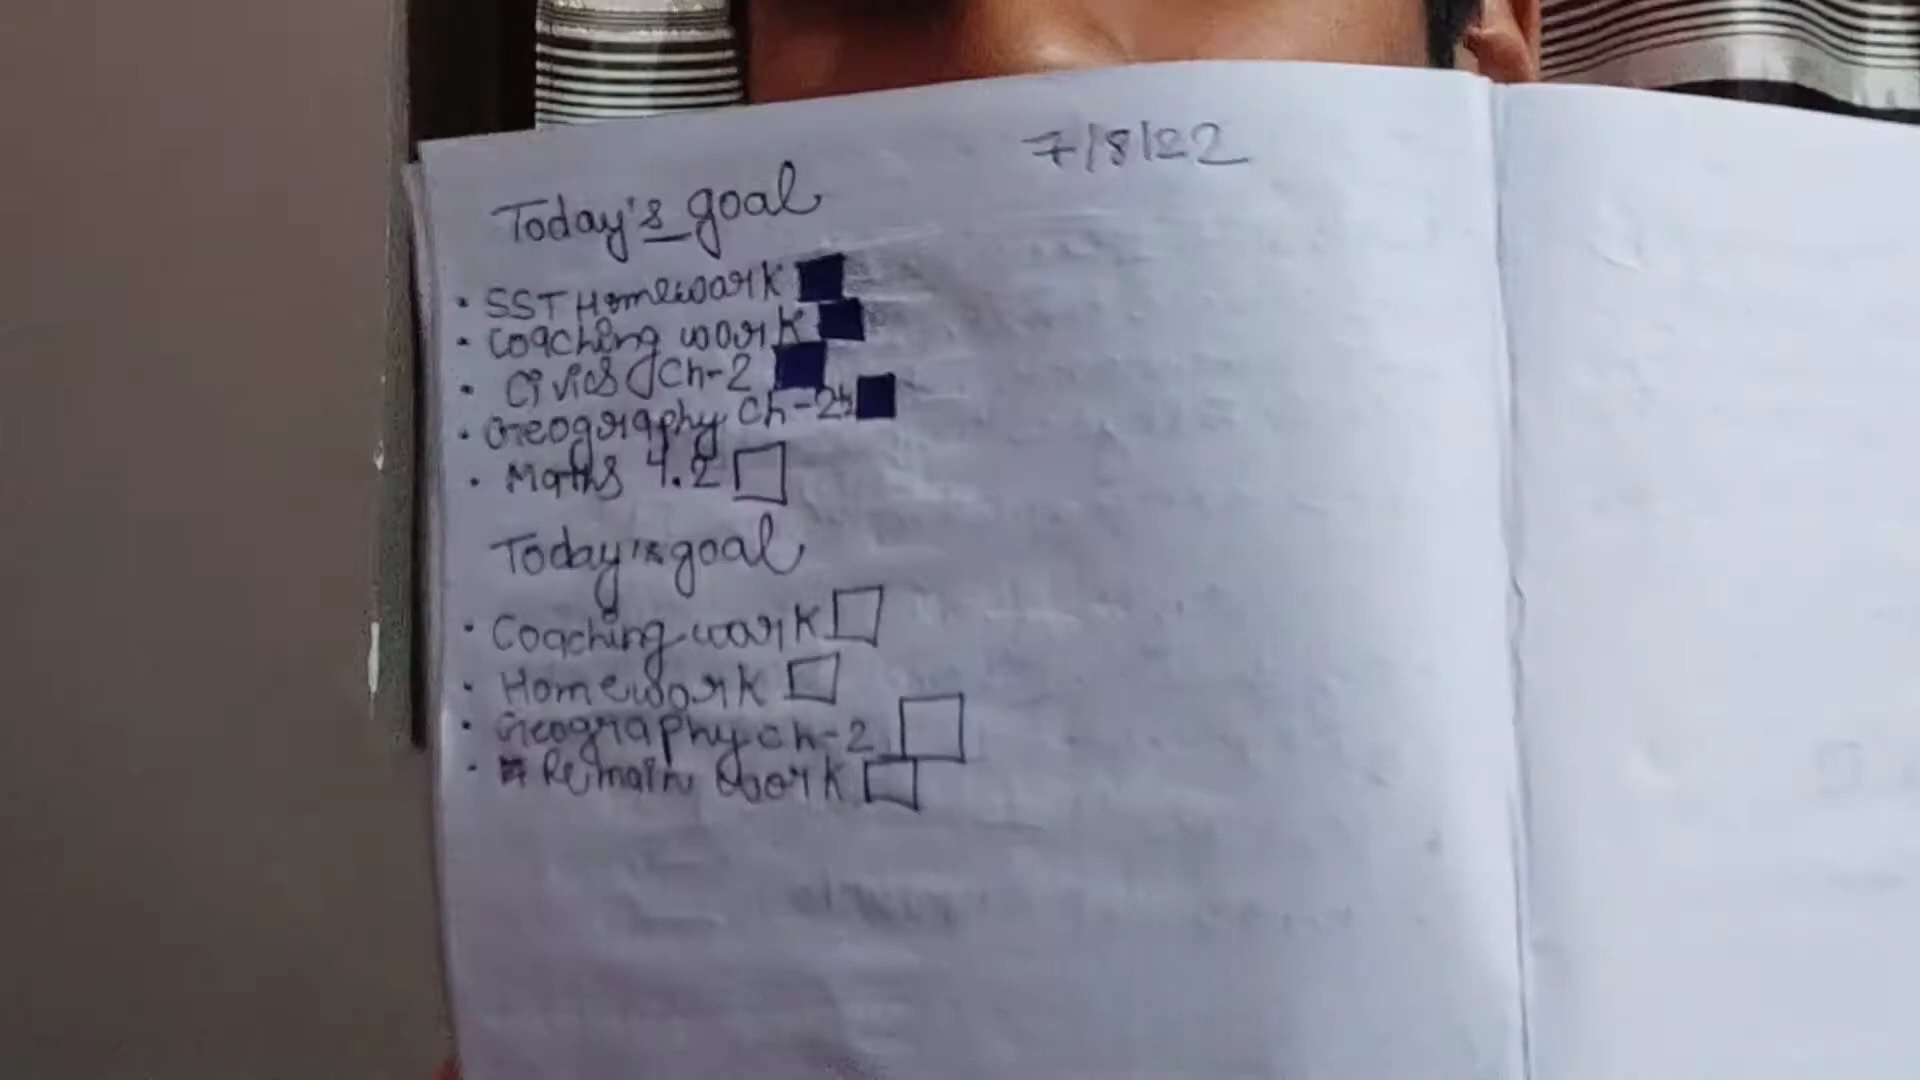 7/8/22
Today's goal
• SST Homework
• Coaching work
• Civics Ch-2
• Geography Ch-2
• Maths 4.2
Today's goal
• Coaching work
• Homework
• Geography ch-2
• Remain work